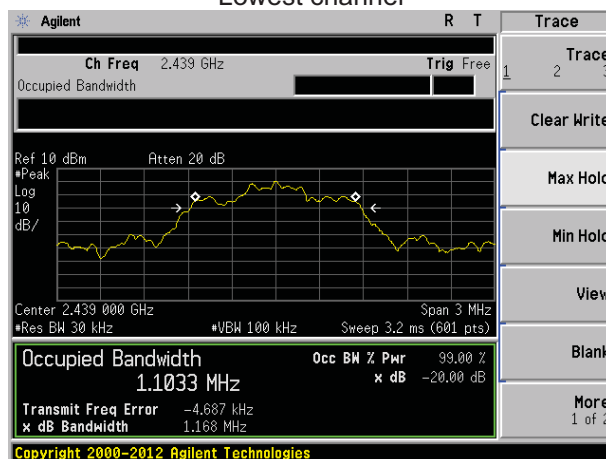 Lowest channel
Agilent R T Trace
Ch Freq 2.439 GHz Trig Free
Occupied Bandwidth
Trace
1 2 3
Clear Write
Max Hold
Min Hold
View
Blank
More
1 of 2
Ref 10 dBm Atten 20 dB
#Peak
Log
10
dB/
Center 2.439 000 GHz Span 3 MHz
#Res BW 30 kHz #VBW 100 kHz Sweep 3.2 ms (601 pts)
Occupied Bandwidth Occ BW % Pwr 99.00 %
1.1033 MHz x dB -20.00 dB
Transmit Freq Error -4.687 kHz
x dB Bandwidth 1.168 MHz
Copyright 2000-2012 Agilent Technologies